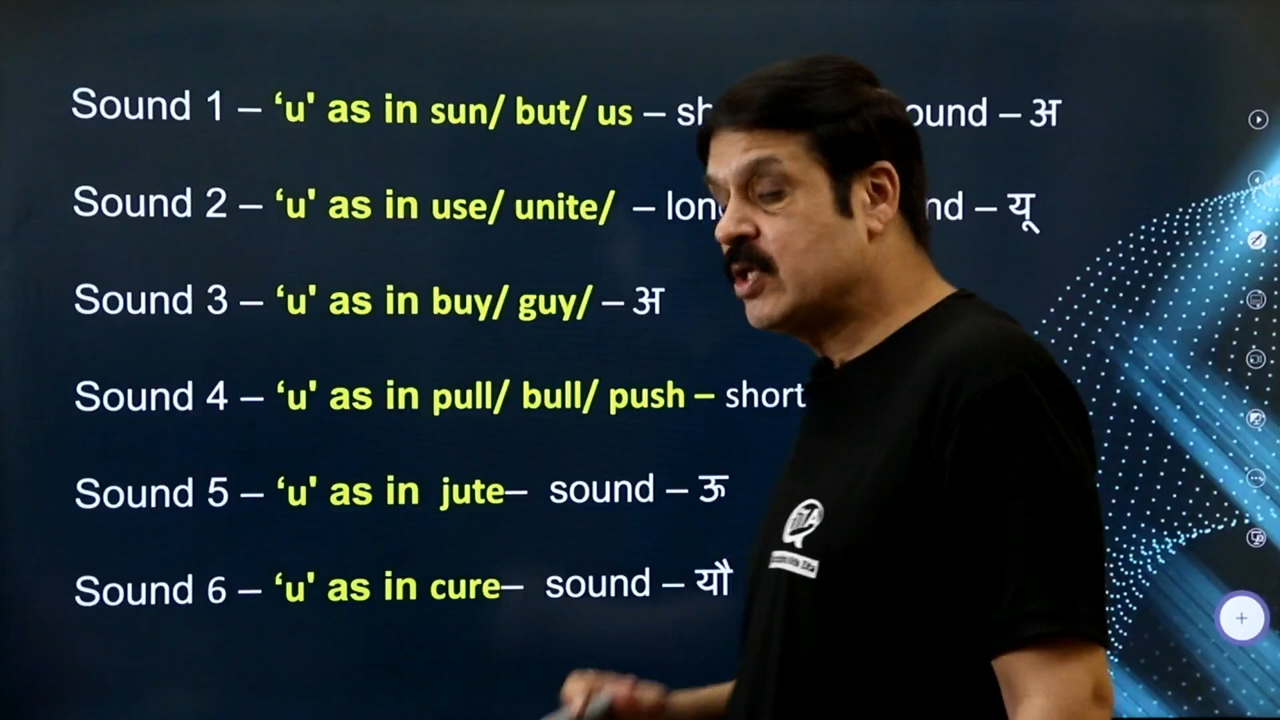 Sound 1 – ‘u' as in sun/ but/ us – sh ound – अ
Sound 2 – ‘u' as in use/ unite/ – lon nd – यू
Sound 3 – ‘u' as in buy/ guy/ – अ
Sound 4 – ‘u' as in pull/ bull/ push – short
Sound 5 – ‘u' as in jute– sound – ऊ
Sound 6 – ‘u' as in cure– sound – यौ